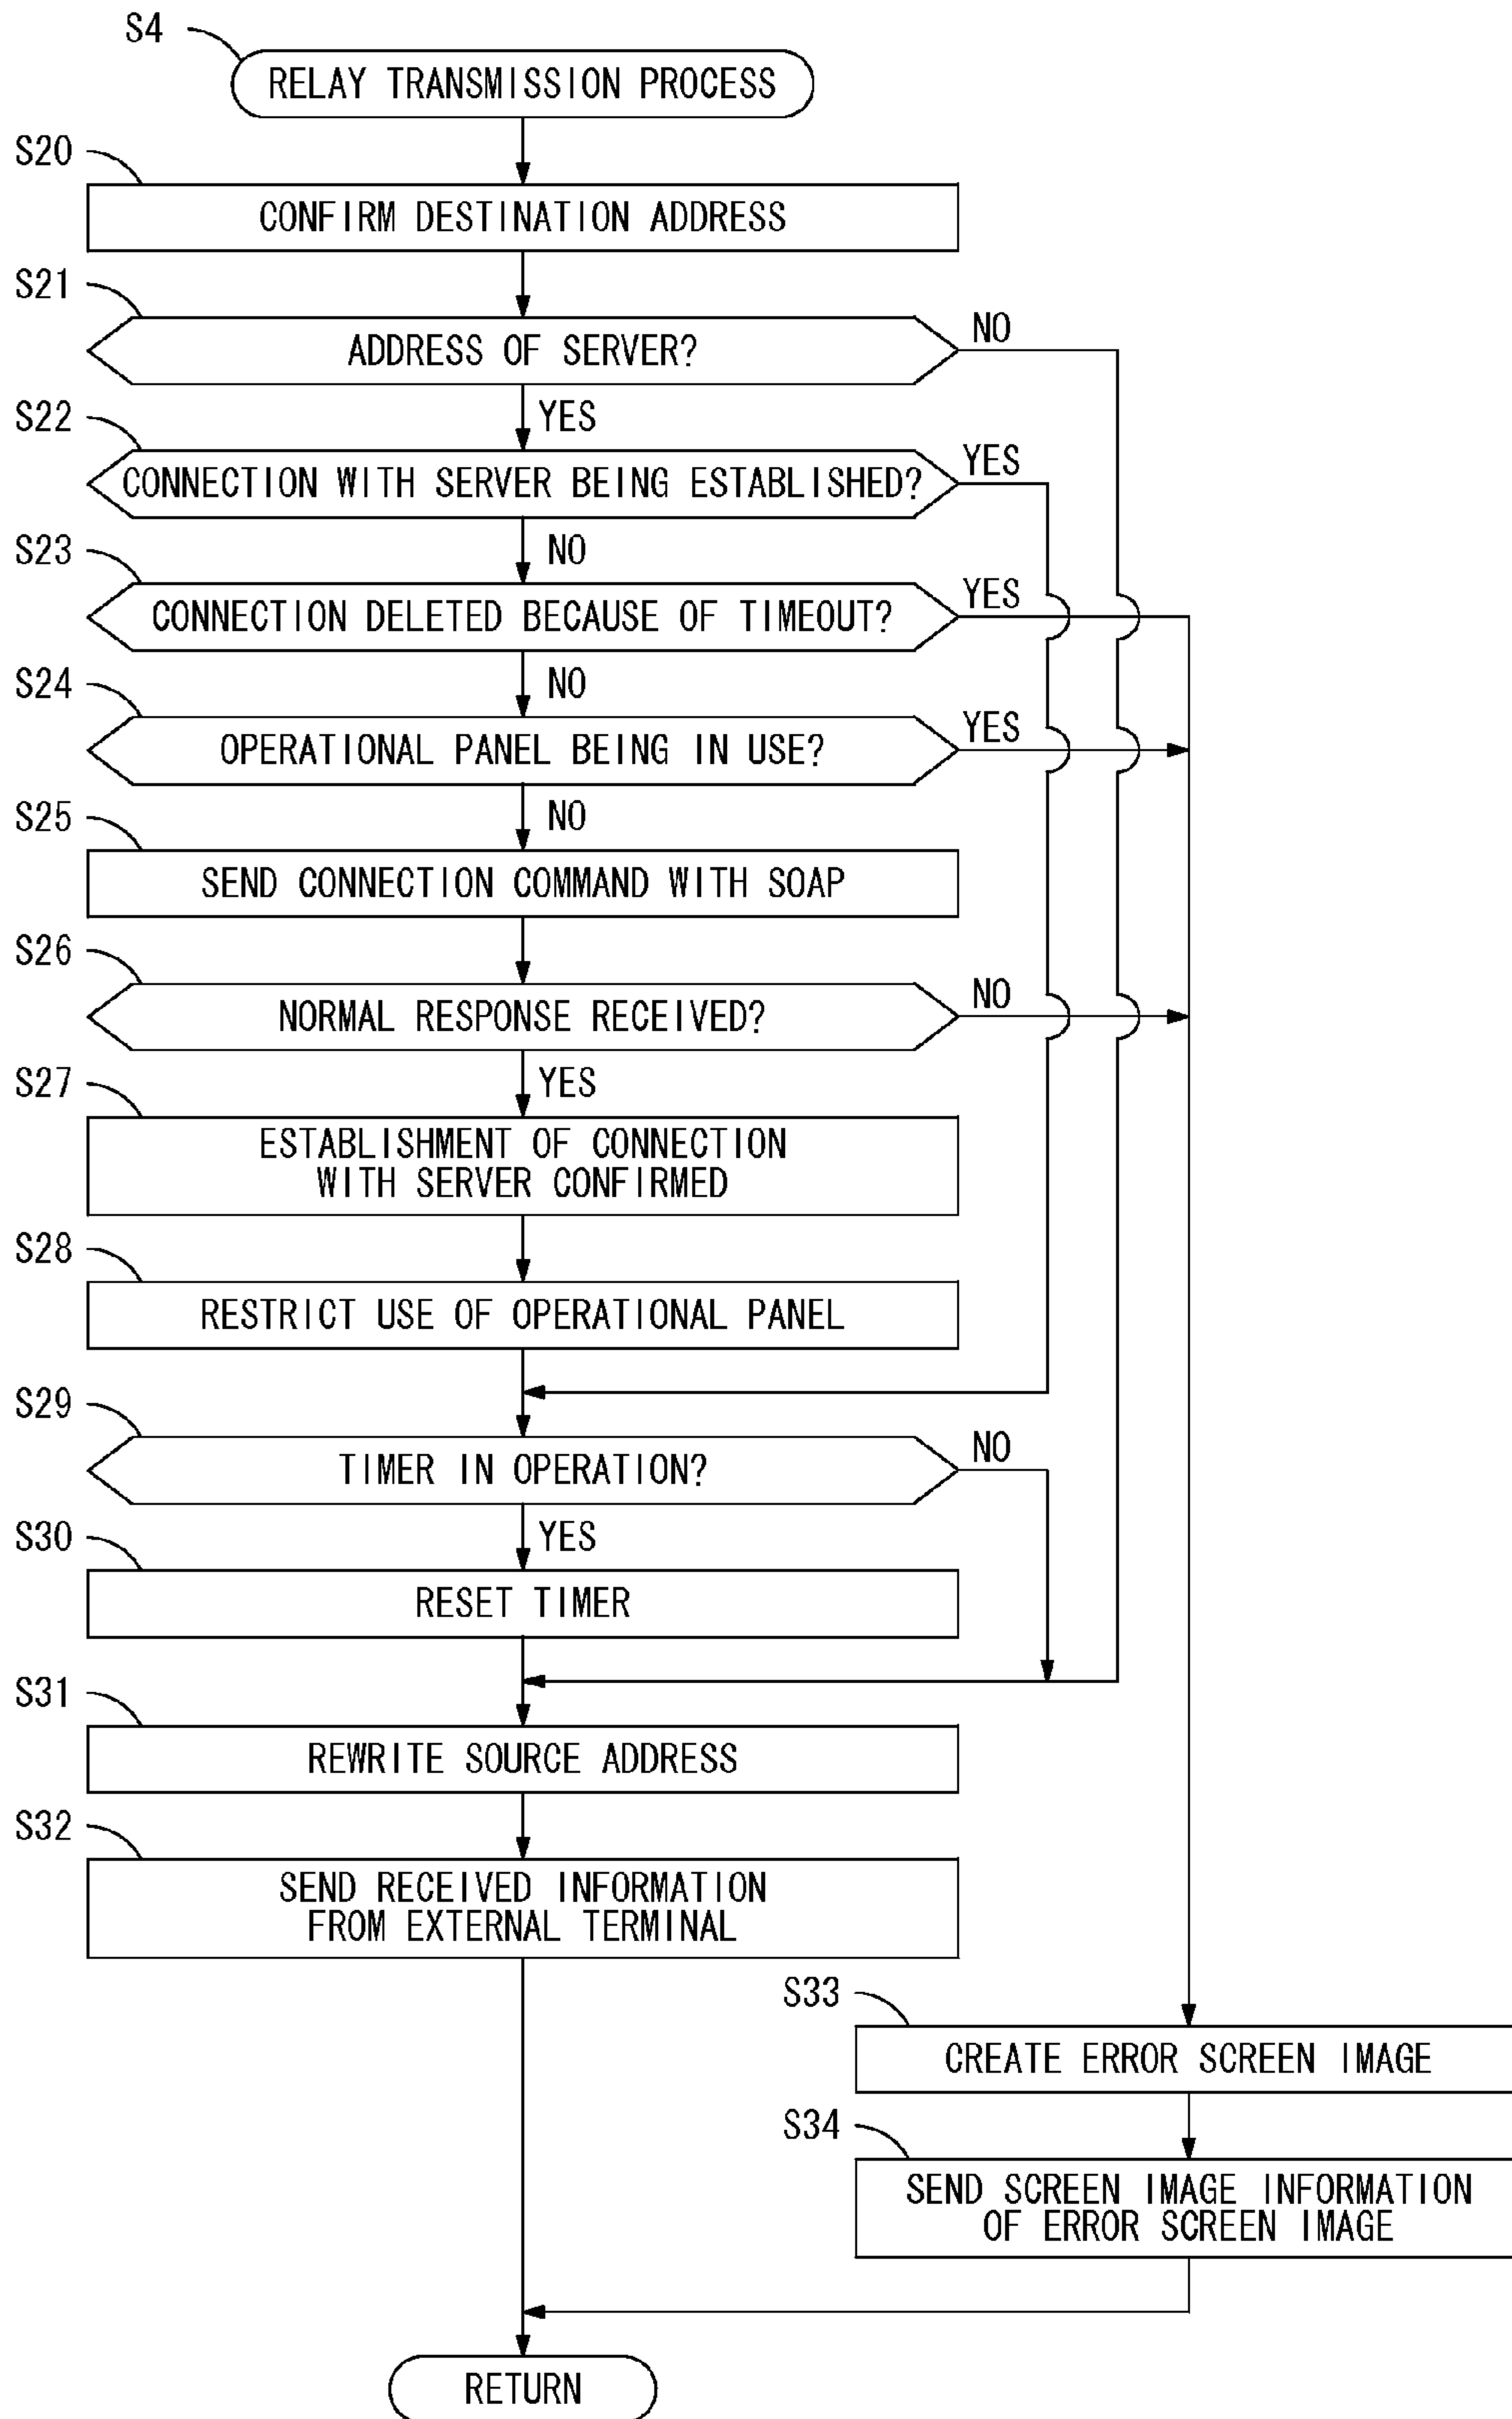 S4
RELAY TRANSMISSION PROCESS
S20
CONFIRM DESTINATION ADDRESS
S21
ADDRESS OF SERVER?
NO
YES
S22
CONNECTION WITH SERVER BEING ESTABLISHED?
YES
NO
S23
CONNECTION DELETED BECAUSE OF TIMEOUT?
YES
NO
S24
OPERATIONAL PANEL BEING IN USE?
YES
NO
S25
SEND CONNECTION COMMAND WITH SOAP
S26
NORMAL RESPONSE RECEIVED?
NO
YES
S27
ESTABLISHMENT OF CONNECTION
WITH SERVER CONFIRMED
S28
RESTRICT USE OF OPERATIONAL PANEL
S29
TIMER IN OPERATION?
NO
YES
S30
RESET TIMER
S31
REWRITE SOURCE ADDRESS
S32
SEND RECEIVED INFORMATION
FROM EXTERNAL TERMINAL
S33
CREATE ERROR SCREEN IMAGE
S34
SEND SCREEN IMAGE INFORMATION
OF ERROR SCREEN IMAGE
RETURN